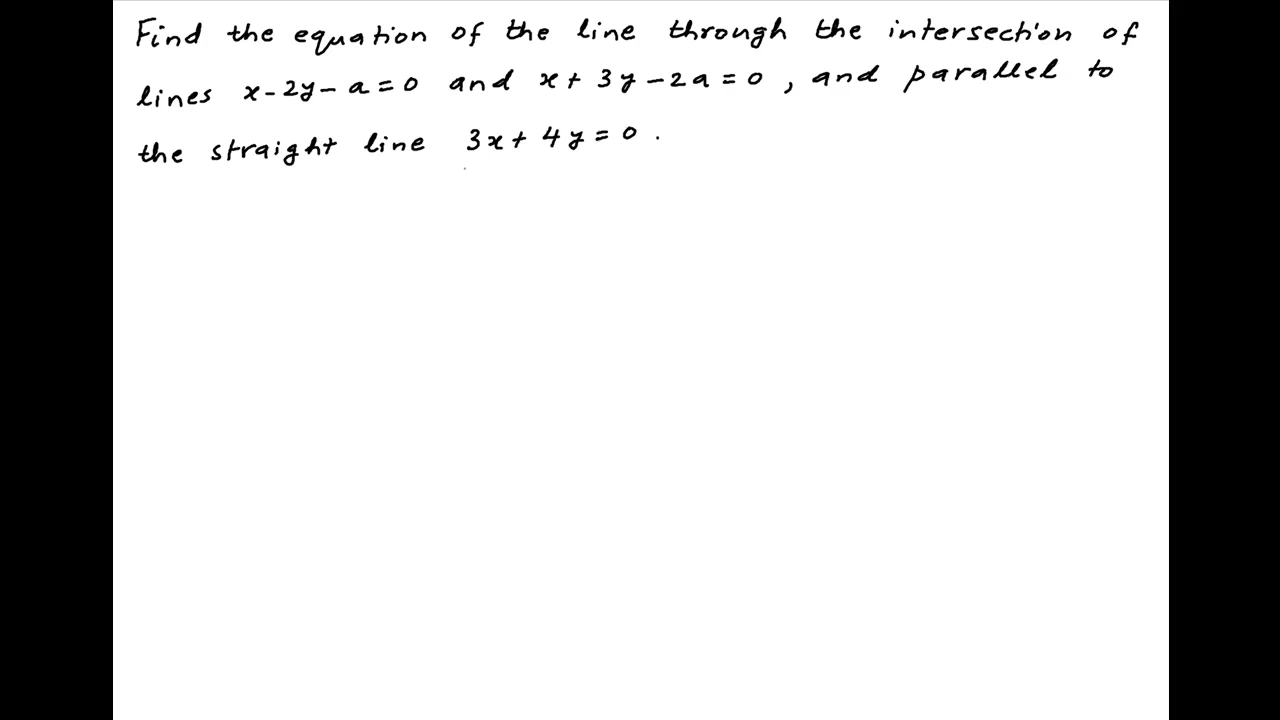 Find the equation of the line through the intersection of
lines x - 2y - a = 0 and x + 3y - 2a = 0 , and parallel to
the straight line 3x + 4y = 0 .